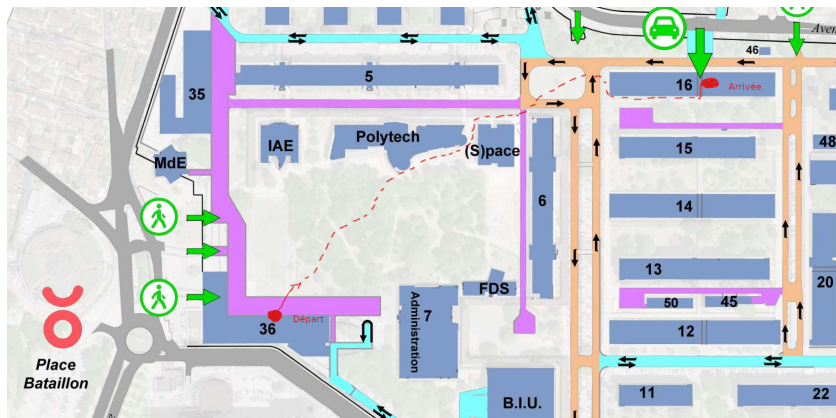 Aven
46
5
16
Arrivée
35
IAE
Polytech
(S)pace
MdE
15
48
6
14
13
20
FDS
50
45
Départ
36
7
Administration
12
Place
Bataillon
B.I.U.
11
22